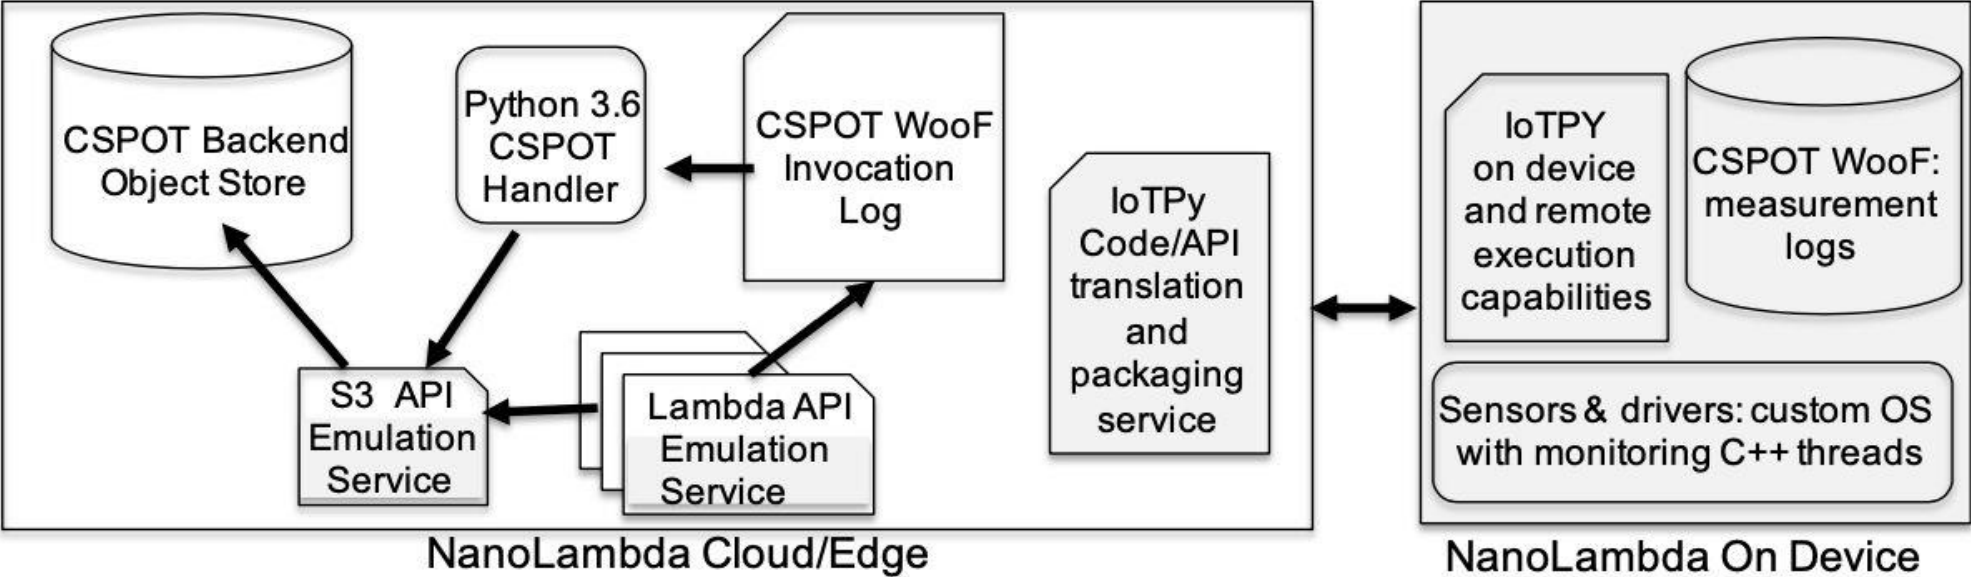 CSPOT Backend
Object Store
Python 3.6
CSPOT
Handler
CSPOT WooF
Invocation
Log
IoTPy
Code/API
translation
and
packaging
service
S3 API
Emulation
Service
Lambda API
Emulation
Service
NanoLambda Cloud/Edge
IoTPY
on device
and remote
execution
capabilities
CSPOT WooF:
measurement
logs
Sensors & drivers: custom OS
with monitoring C++ threads
NanoLambda On Device